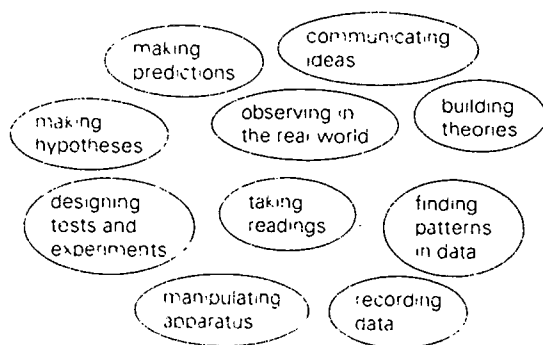 making
predictions
communicating
ideas
making
hypotheses
observing in
the real world
building
theories
designing
tests and
experiments
taking
readings
finding
patterns
in data
manipulating
apparatus
recording
data